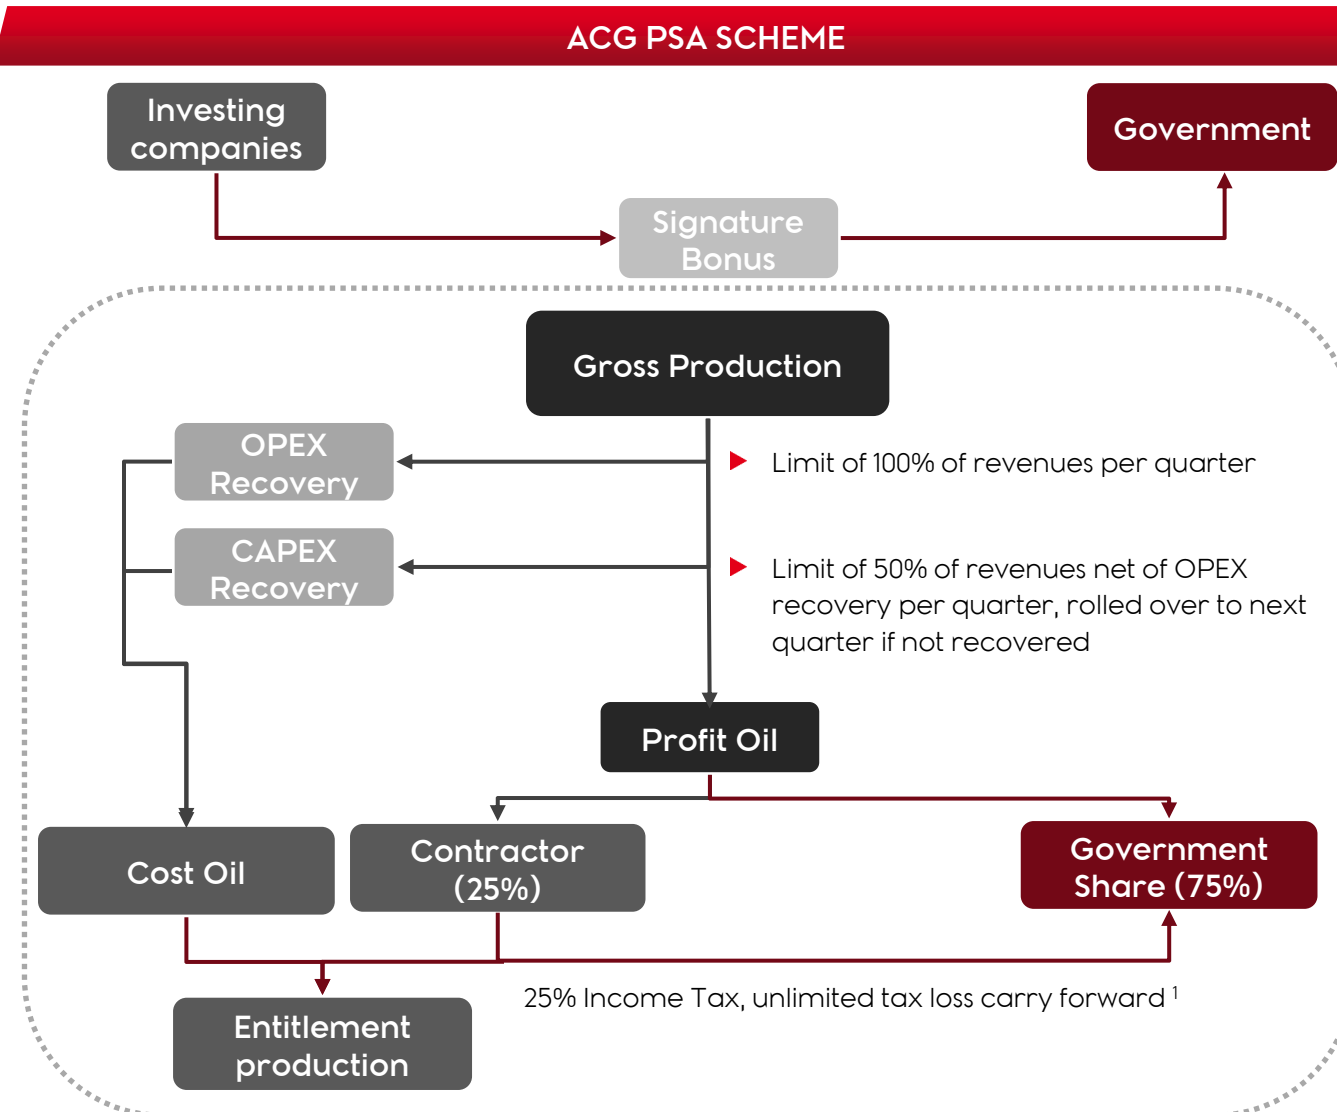 ACG PSA SCHEME
Investing
companies
Government
Signature
Bonus
Gross Production
OPEX
Recovery
Limit of 100% of revenues per quarter
CAPEX
Recovery
Limit of 50% of revenues net of OPEX
recovery per quarter, rolled over to next
quarter if not recovered
Profit Oil
Cost Oil
Contractor
(25%)
Government
Share (75%)
25% Income Tax, unlimited tax loss carry forward ¹
Entitlement
production